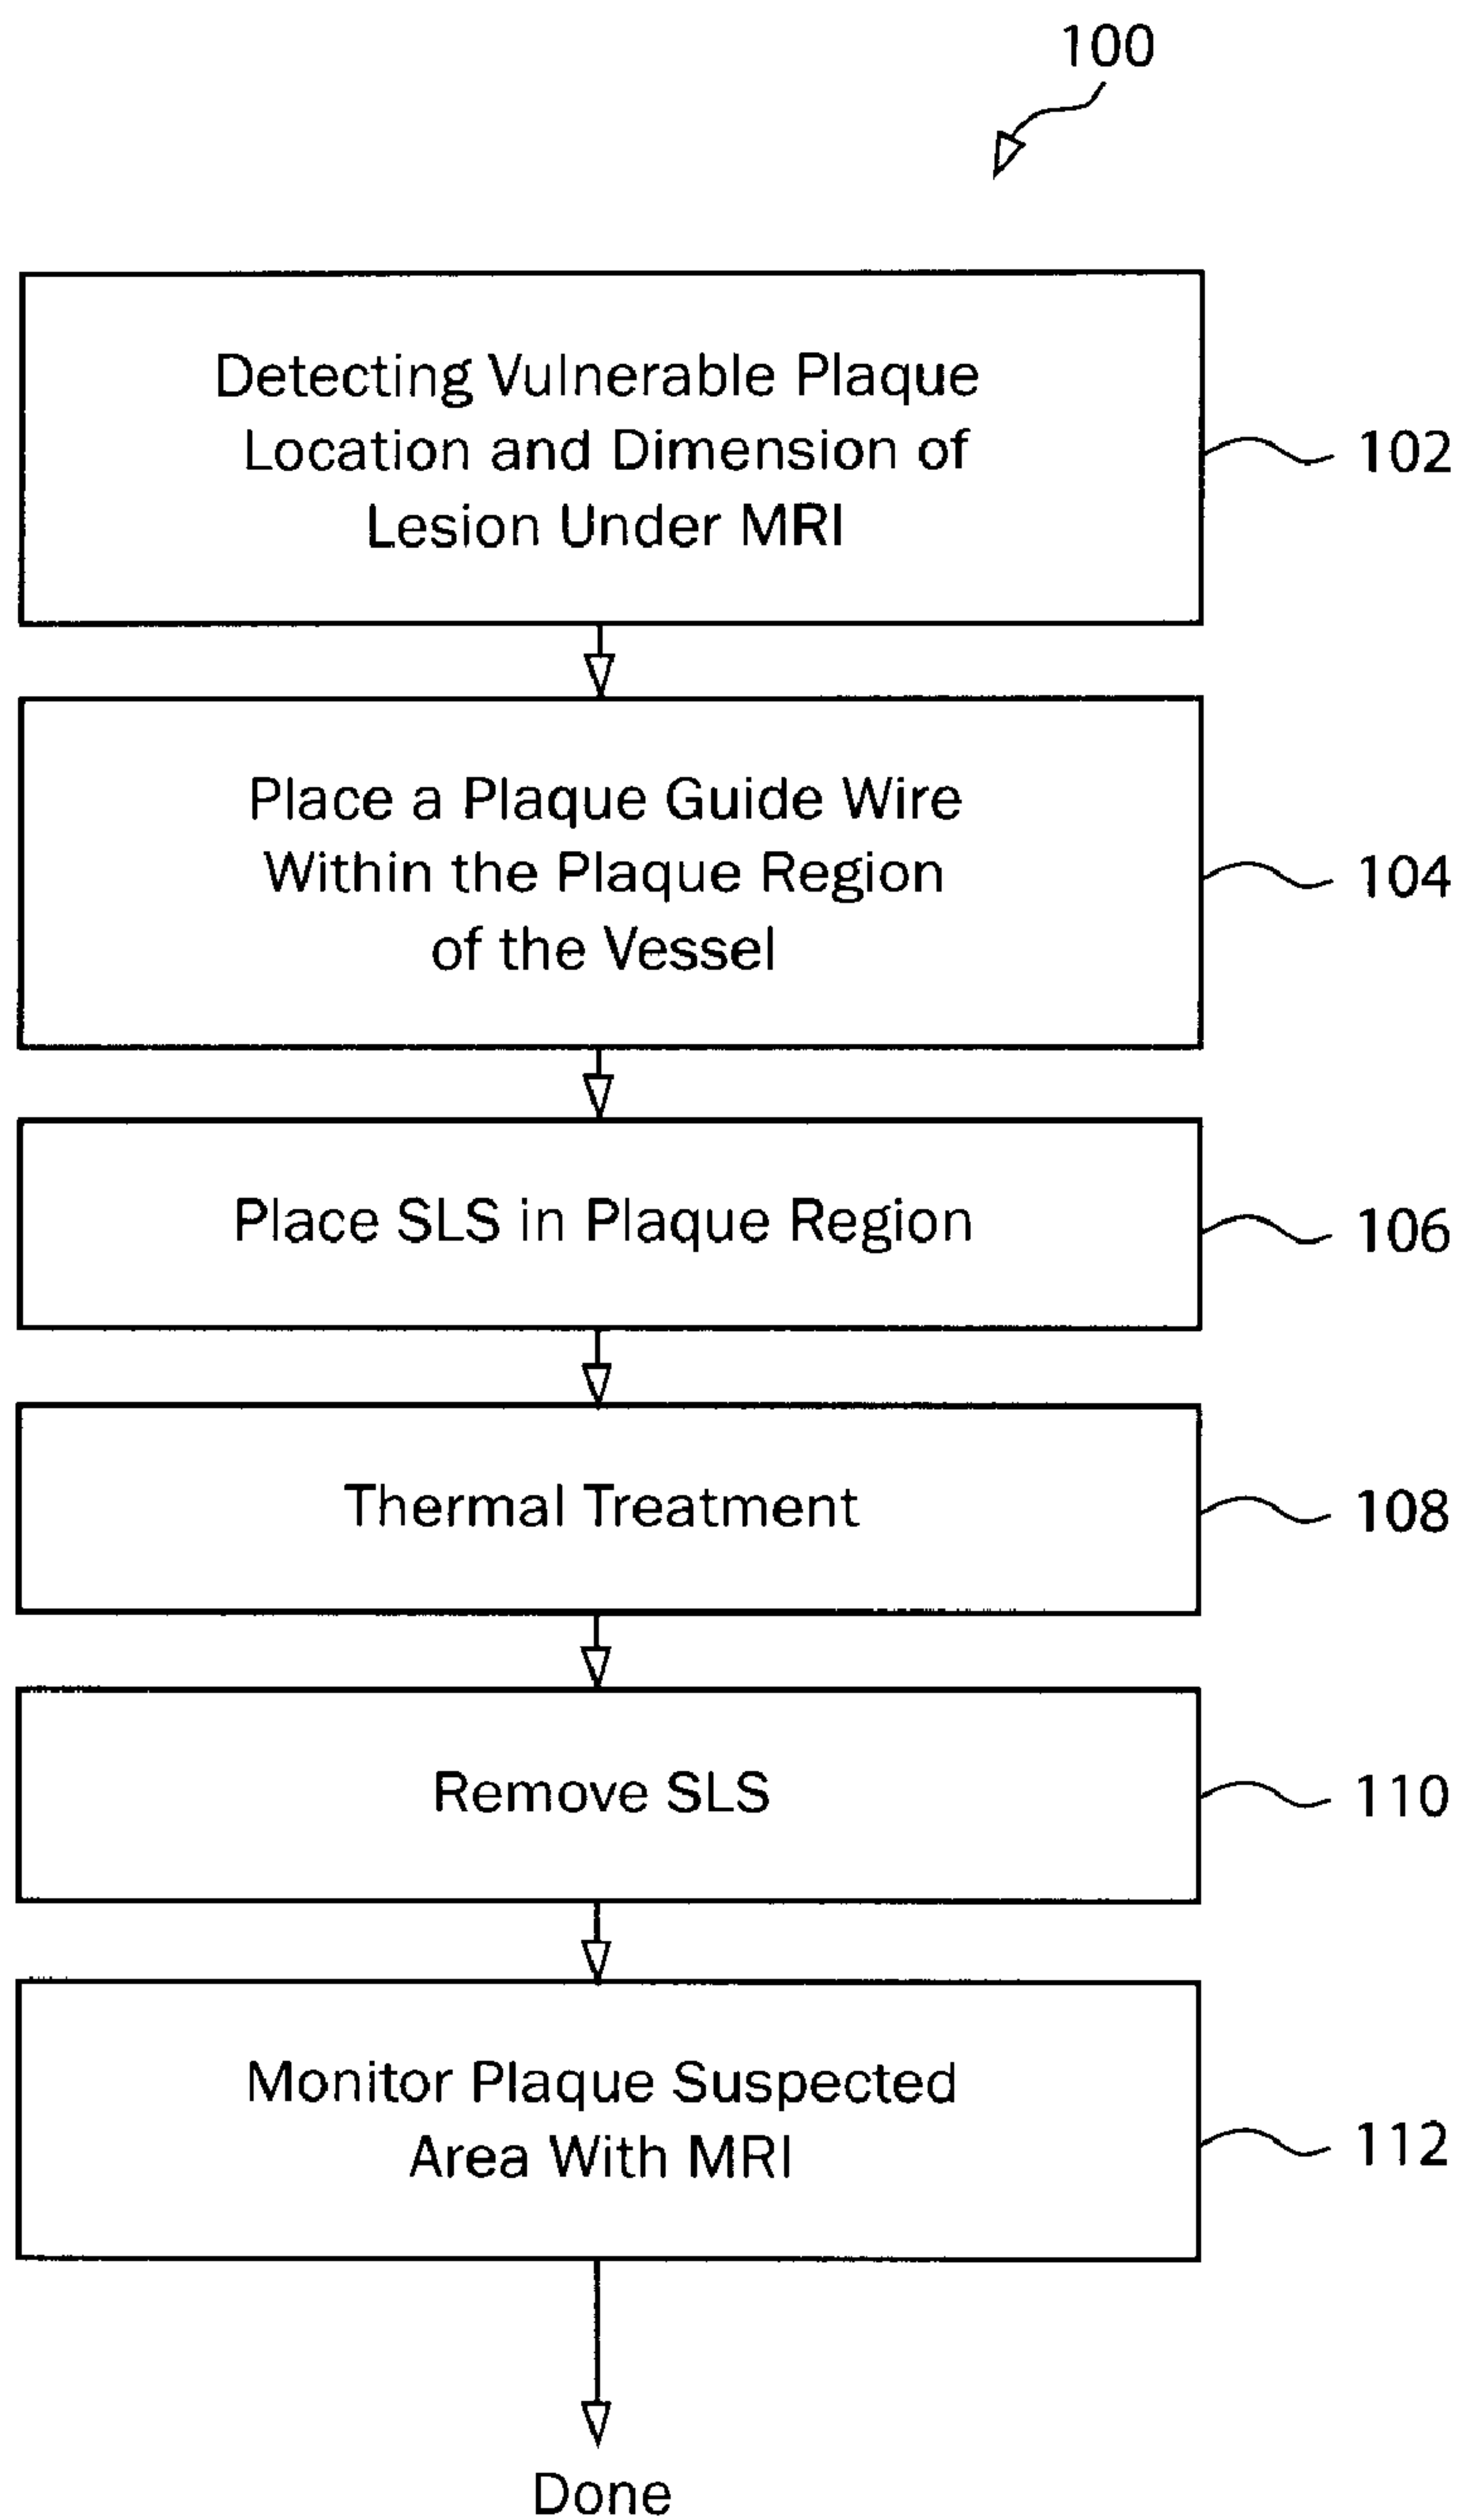 100
Detecting Vulnerable Plaque
Location and Dimension of
Lesion Under MRI
102
Place a Plaque Guide Wire
Within the Plaque Region
of the Vessel
104
Place SLS in Plaque Region
106
Thermal Treatment
108
Remove SLS
110
Monitor Plaque Suspected
Area With MRI
112
Done